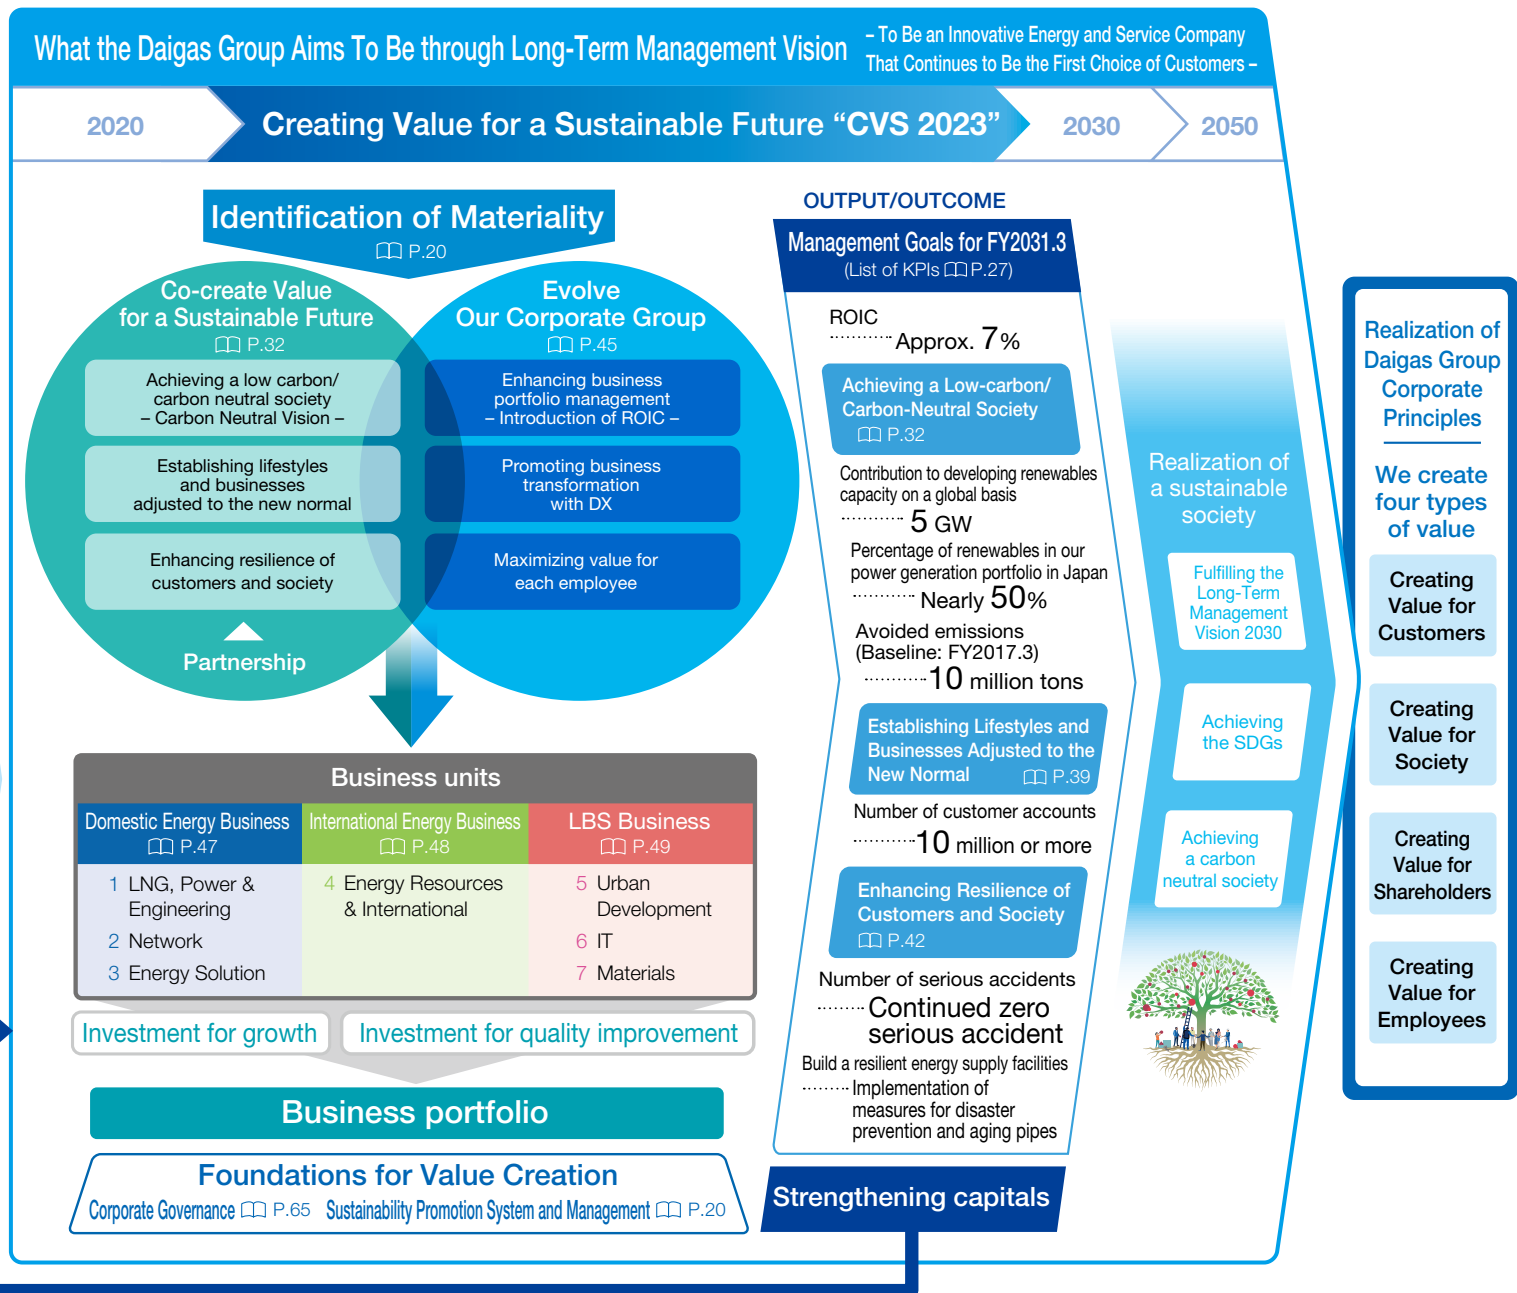 What the Daigas Group Aims To Be through Long-Term Management Vision
– To Be an Innovative Energy and Service Company
That Continues to Be the First Choice of Customers –
2020
Creating Value for a Sustainable Future “CVS 2023”
2030
2050
Identification of Materiality
P.20
Co-create Value
for a Sustainable Future
P.32
Achieving a low carbon/
carbon neutral society
– Carbon Neutral Vision –
Establishing lifestyles
and businesses
adjusted to the new normal
Enhancing resilience of
customers and society
Partnership
Evolve
Our Corporate Group
P.45
Enhancing business
portfolio management
– Introduction of ROIC –
Promoting business
transformation
with DX
Maximizing value for
each employee
Business units
Domestic Energy Business
P.47
1 LNG, Power &
Engineering
2 Network
3 Energy Solution
International Energy Business
P.48
4 Energy Resources
& International
LBS Business
P.49
5 Urban
Development
6 IT
7 Materials
Investment for growth
Investment for quality improvement
Business portfolio
Foundations for Value Creation
Corporate Governance P.65 Sustainability Promotion System and Management P.20
OUTPUT/OUTCOME
Management Goals for FY2031.3
(List of KPIs P.27)
ROIC
Approx. 7%
Achieving a Low-carbon/
Carbon-Neutral Society
P.32
Contribution to developing renewables
capacity on a global basis
5 GW
Percentage of renewables in our
power generation portfolio in Japan
Nearly 50%
Avoided emissions
(Baseline: FY2017.3)
10 million tons
Establishing Lifestyles and
Businesses Adjusted to the
New Normal P.39
Number of customer accounts
10 million or more
Enhancing Resilience of
Customers and Society
P.42
Number of serious accidents
Continued zero
serious accident
Build a resilient energy supply facilities
Implementation of
measures for disaster
prevention and aging pipes
Strengthening capitals
Realization of
a sustainable
society
Fulfilling the
Long-Term
Management
Vision 2030
Achieving
the SDGs
Achieving
a carbon
neutral society
Realization of
Daigas Group
Corporate
Principles
We create
four types
of value
Creating
Value for
Customers
Creating
Value for
Society
Creating
Value for
Shareholders
Creating
Value for
Employees